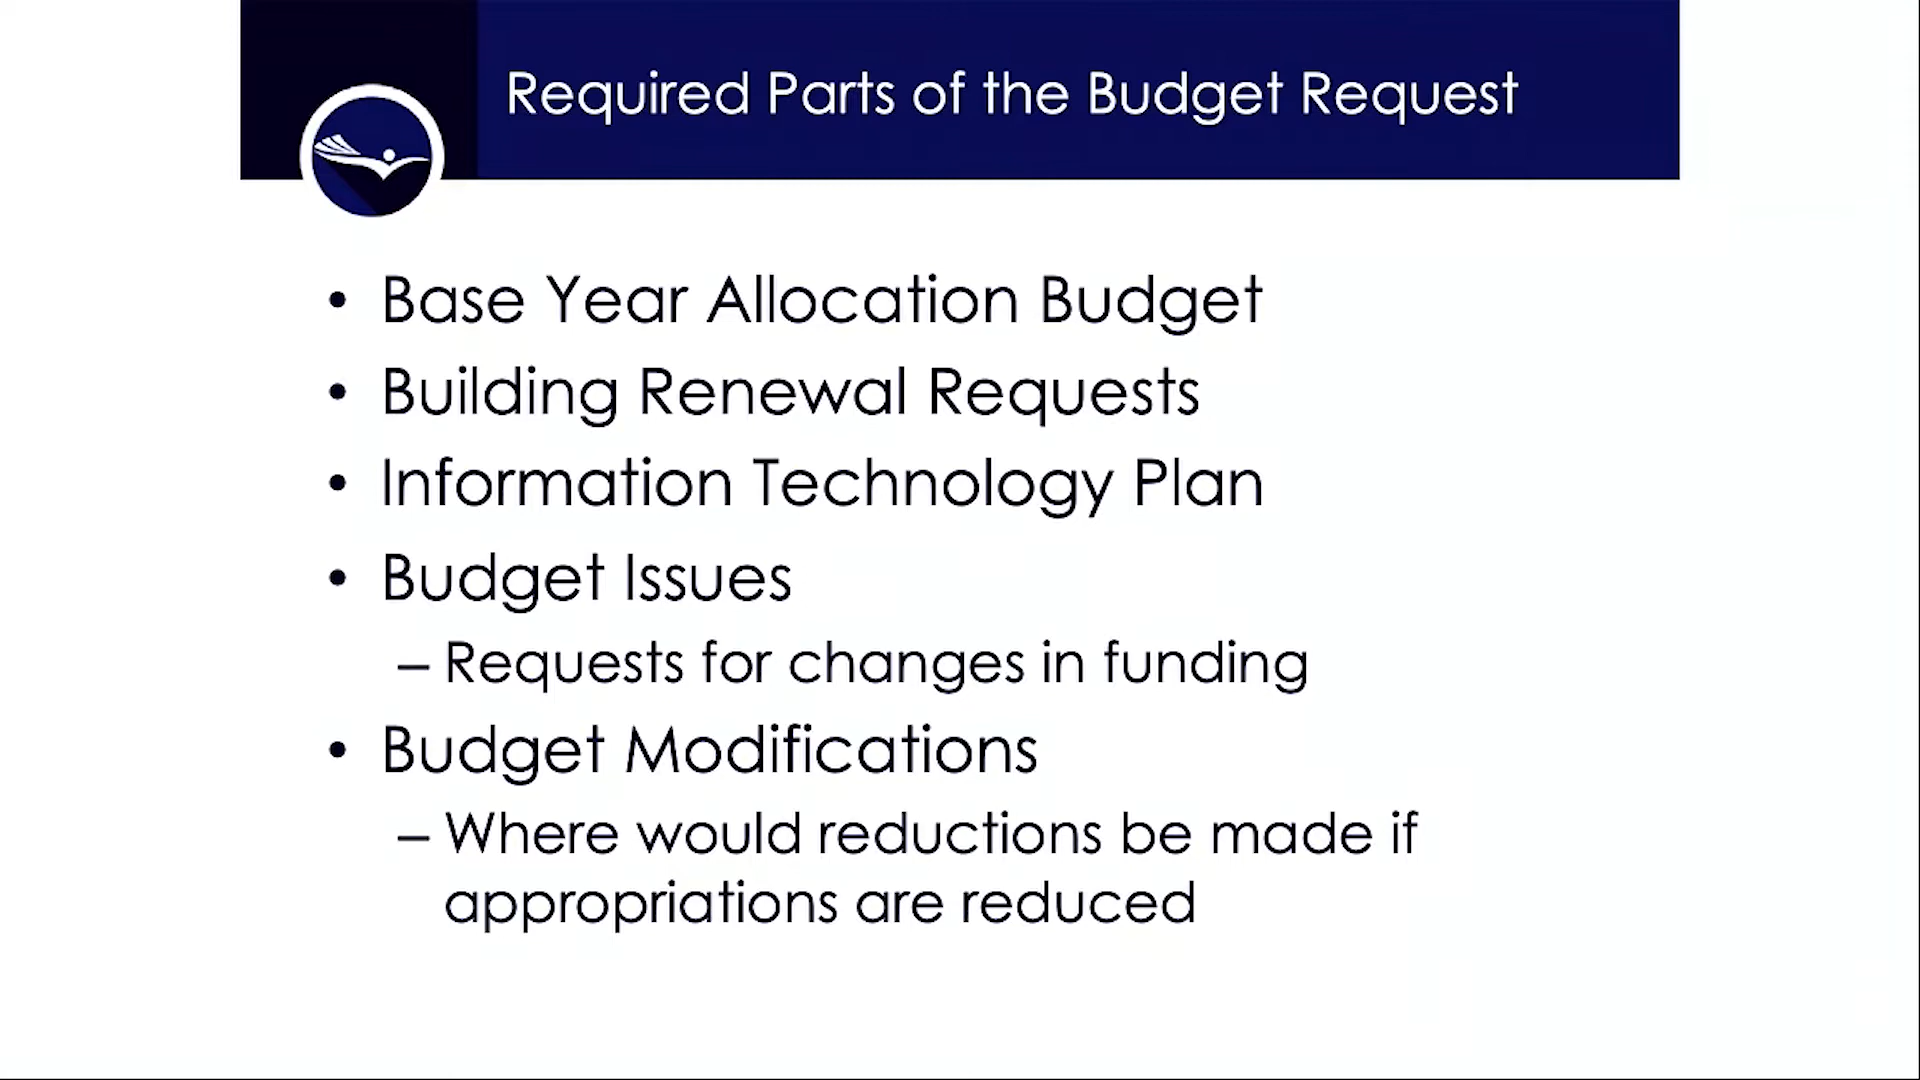 Required Parts of the Budget Request
• Base Year Allocation Budget
• Building Renewal Requests
• Information Technology Plan
• Budget Issues
– Requests for changes in funding
• Budget Modifications
– Where would reductions be made if
appropriations are reduced